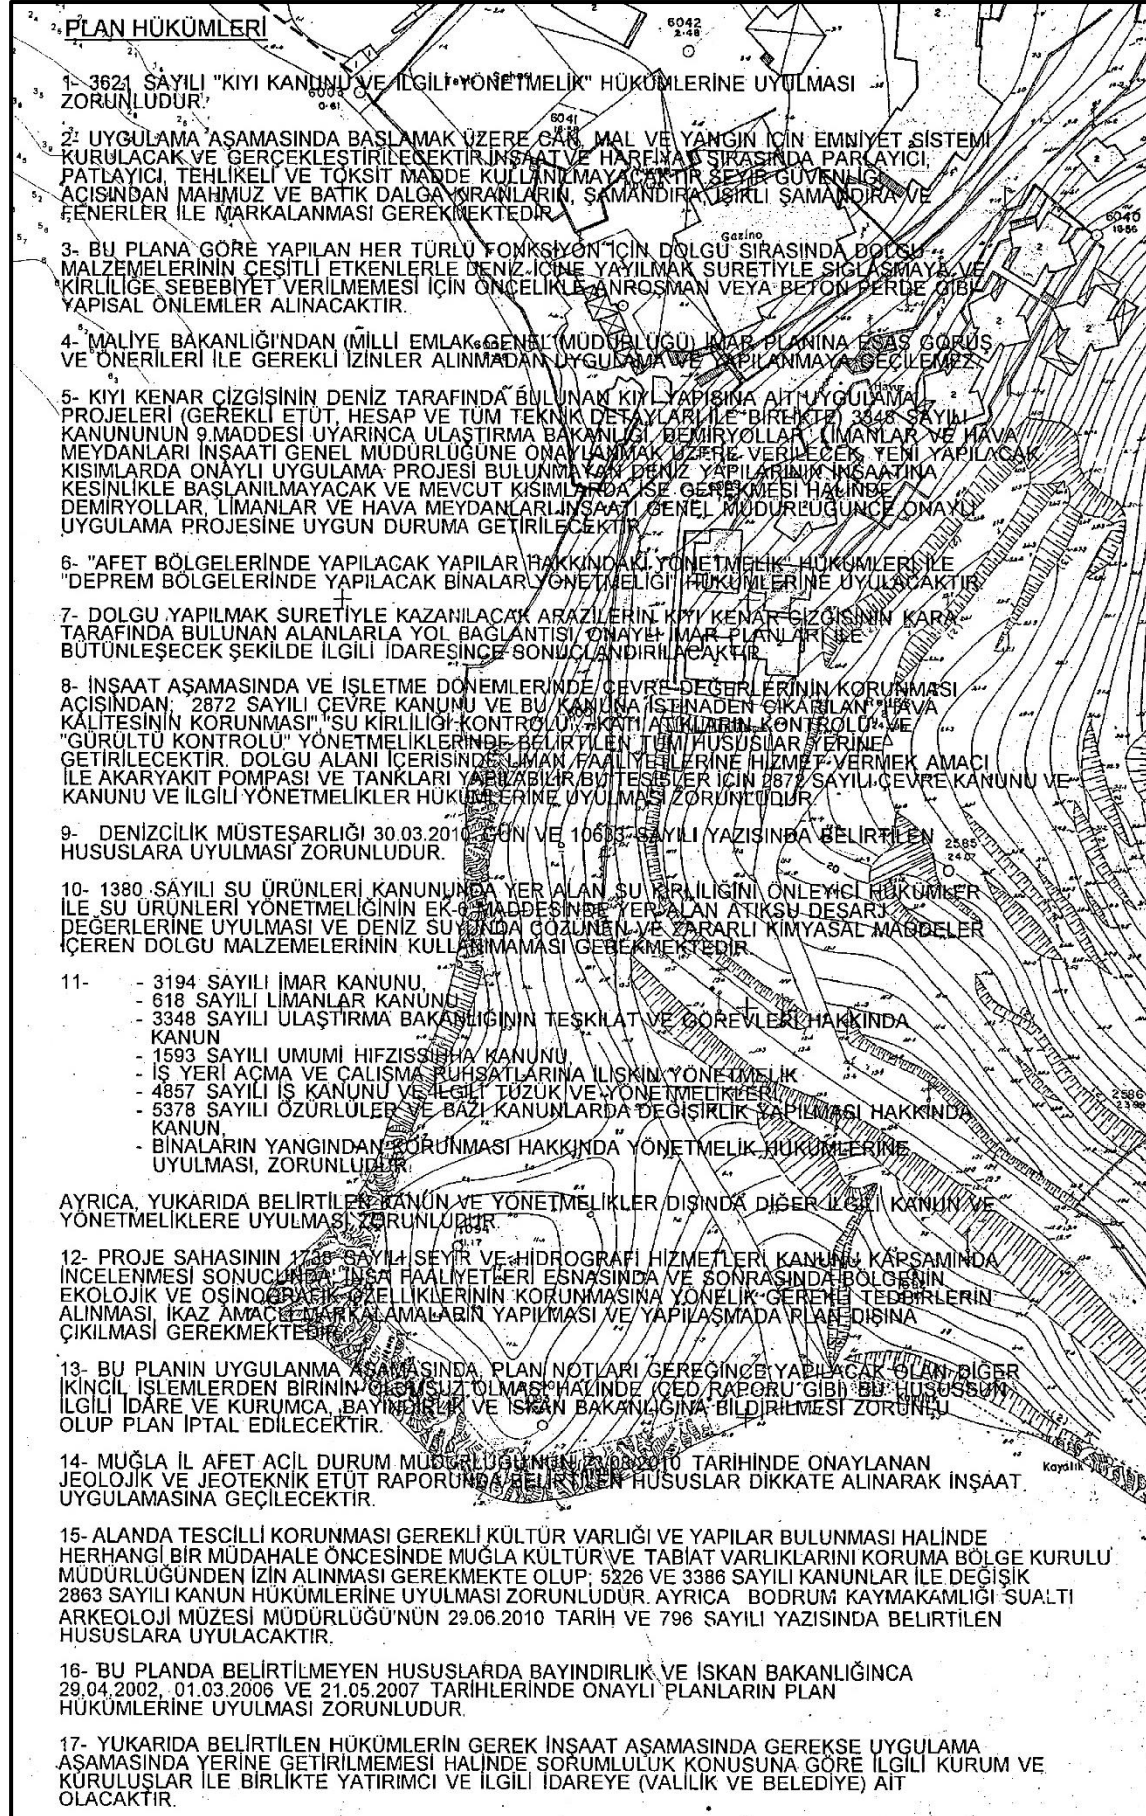 PLAN HÜKÜMLERİ
1- 3621 SAYILI "KIYI KANUNU VE İLGİLİ YÖNETMELİK" HÜKÜMLERİNE UYULMASI
ZORUNLUDUR.
2- UYGULAMA AŞAMASINDA BAŞLAMAK ÜZERE CAN, MAL VE YANGIN İÇİN EMNİYET SİSTEMİ
KURULACAK VE GERÇEKLEŞTİRİLECEKTİR.İNŞAAT VE HARFİYAT SIRASINDA PARLAYICI,
PATLAYICI, TEHLİKELİ VE TOKSİT MADDE KULLANILMAYACAKTIR.SEYİR GÜVENLİĞİ
AÇISINDAN MAHMUZ VE BATIK DALGAKIRANLARIN, ŞAMANDIRA, IŞIKLI ŞAMANDIRA VE
FENERLER İLE MARKALANMASI GEREKMEKTEDİR.
3- BU PLANA GÖRE YAPILAN HER TÜRLÜ FONKSİYON İÇİN DOLGU SIRASINDA DOLGU
MALZEMELERİNİN ÇEŞİTLİ ETKENLERLE DENİZ İÇİNE YAYILMAK SURETİYLE SIĞLAŞMAYA VE
KİRLİLİĞE SEBEBİYET VERİLMEMESİ İÇİN ÖNCELİKLE ANROŞMAN VEYA BETON PERDE GİBİ
YAPISAL ÖNLEMLER ALINACAKTIR.
4- MALİYE BAKANLIĞI'NDAN (MİLLİ EMLAK GENEL MÜDÜRLÜĞÜ) İMAR PLANINA ESAS GÖRÜŞ
VE ÖNERİLERİ İLE GEREKLİ İZİNLER ALINMADAN UYGULAMA VE YAPILANMAYA GEÇİLEMEZ.
5- KIYI KENAR ÇİZGİSİNİN DENİZ TARAFINDA BULUNAN KIYI YAPISINA AİT UYGULAMA
PROJELERİ (GEREKLİ ETÜT, HESAP VE TÜM TEKNİK DETAYLARI İLE BİRLİKTE) 3348 SAYILI
KANUNUNUN 9.MADDESİ UYARINCA ULAŞTIRMA BAKANLIĞI, DEMİRYOLLAR, LİMANLAR VE HAVA
MEYDANLARI İNŞAATI GENEL MÜDÜRLÜĞÜNE ONAYLANMAK ÜZERE VERİLECEK, YENİ YAPILACAK
KISIMLARDA ONAYLI UYGULAMA PROJESİ BULUNMAYAN DENİZ YAPILARININ İNŞAATINA
KESİNLİKLE BAŞLANILMAYACAK VE MEVCUT KISIMLARDA İSE GEREKMESİ HALİNDE
DEMİRYOLLAR, LİMANLAR VE HAVA MEYDANLARI İNŞAATI GENEL MÜDÜRLÜĞÜNCE ONAYLI
UYGULAMA PROJESİNE UYGUN DURUMA GETİRİLECEKTİR.
6- "AFET BÖLGELERİNDE YAPILACAK YAPILAR HAKKINDAKİ YÖNETMELİK" HÜKÜMLERİ İLE
"DEPREM BÖLGELERİNDE YAPILACAK BİNALAR YÖNETMELİĞİ" HÜKÜMLERİNE UYULACAKTIR.
7- DOLGU YAPILMAK SURETİYLE KAZANILACAK ARAZİLERİN KIYI KENAR ÇİZGİSİNİN KARA
TARAFINDA BULUNAN ALANLARLA YOL BAĞLANTISI, ONAYLI İMAR PLANLARI İLE
BÜTÜNLEŞECEK ŞEKİLDE İLGİLİ İDARESİNCE SONUÇLANDIRILACAKTIR.
8- İNŞAAT AŞAMASINDA VE İŞLETME DÖNEMLERİNDE ÇEVRE DEĞERLERİNİN KORUNMASI
AÇISINDAN; 2872 SAYILI ÇEVRE KANUNU VE BU KANUNA İSTİNADEN ÇIKARILAN "HAVA
KALİTESİNİN KORUNMASI","SU KİRLİLİĞİ KONTROLÜ", "KATI ATIKLARIN KONTROLÜ" VE
"GÜRÜLTÜ KONTROLÜ" YÖNETMELİKLERİNDE BELİRTİLEN TÜM HUSUSLAR YERİNE
GETİRİLECEKTİR. DOLGU ALANI İÇERİSİNDE LİMAN FAALİYETLERİNE HİZMET VERMEK AMACI
İLE AKARYAKIT POMPASI VE TANKLARI YAPILABİLİR.BU TESİSLER İÇİN 2872 SAYILI ÇEVRE KANUNU VE
KANUNU VE İLGİLİ YÖNETMELİKLER HÜKÜMLERİNE UYULMASI ZORUNLUDUR.
9- DENİZCİLİK MÜSTEŞARLIĞI 30.03.2010 GÜN VE 10633 SAYILI YAZISINDA BELİRTİLEN
HUSUSLARA UYULMASI ZORUNLUDUR.
10- 1380 SAYILI SU ÜRÜNLERİ KANUNUNDA YER ALAN SU KİRLİLİĞİNİ ÖNLEYİCİ HÜKÜMLER
İLE SU ÜRÜNLERİ YÖNETMELİĞİNİN EK-6 MADDESİNDE YER ALAN ATIKSU DEŞARJ
DEĞERLERİNE UYULMASI VE DENİZ SUYUNDA ÇÖZÜNEN VE ZARARLI KİMYASAL MADDELER
İÇEREN DOLGU MALZEMELERİNİN KULLANIMAMASI GEREKMEKTEDİR.
11- - 3194 SAYILI İMAR KANUNU,
- 618 SAYILI LİMANLAR KANUNU
- 3348 SAYILI ULAŞTIRMA BAKANLIĞININ TEŞKİLAT VE GÖREVLERİ HAKKINDA
KANUN
- 1593 SAYILI UMUMİ HIFZISSIHHA KANUNU,
- İŞ YERİ AÇMA VE ÇALIŞMA RUHSATLARINA İLİŞKİN YÖNETMELİK
- 4857 SAYILI İŞ KANUNU VE İLGİLİ TÜZÜK VE YÖNETMELİKLER,
- 5378 SAYILI ÖZÜRLÜLER VE BAZI KANUNLARDA DEĞİŞİKLİK YAPILMASI HAKKINDA
KANUN,
- BİNALARIN YANGINDAN KORUNMASI HAKKINDA YÖNETMELİK HÜKÜMLERİNE
UYULMASI, ZORUNLUDUR.
AYRICA, YUKARIDA BELİRTİLEN KANUN VE YÖNETMELİKLER DIŞINDA DİĞER İLGİLİ KANUN VE
YÖNETMELİKLERE UYULMASI ZORUNLUDUR.
12- PROJE SAHASININ 1738 SAYILI SEYİR VE HİDROGRAFİ HİZMETLERİ KANUNU KAPSAMINDA
İNCELENMESİ SONUCUNDA; İNŞA FAALİYETLERİ ESNASINDA VE SONRASINDA BÖLGENİN
EKOLOJİK VE OŞİNOGRAFİK ÖZELLİKLERİNİN KORUNMASINA YÖNELİK GEREKLİ TEDBİRLERİN
ALINMASI, İKAZ AMAÇLI MARKALAMALARIN YAPILMASI VE YAPILAŞMADA PLAN DIŞINA
ÇIKILMASI GEREKMEKTEDİR.
13- BU PLANIN UYGULANMA AŞAMASINDA, PLAN NOTLARI GEREĞİNCE YAPILACAK OLAN DİĞER
İKİNCİL İŞLEMLERDEN BİRİNİN OLUMSUZ OLMASI HALİNDE (ÇED RAPORU GİBİ) BU HUSUSSUN
İLGİLİ İDARE VE KURUMCA, BAYINDIRLIK VE İSKAN BAKANLIĞINA BİLDİRİLMESİ ZORUNLU
OLUP PLAN İPTAL EDİLECEKTİR.
14- MUĞLA İL AFET ACİL DURUM MÜDÜRLÜĞÜNÜN TARİHİNDE ONAYLANAN
JEOLOJİK VE JEOTEKNİK ETÜT RAPORUNDA BELİRTİLEN HUSUSLAR DİKKATE ALINARAK İNŞAAT
UYGULAMASINA GEÇİLECEKTİR.
15- ALANDA TESCİLLİ KORUNMASI GEREKLİ KÜLTÜR VARLIĞI VE YAPILAR BULUNMASI HALİNDE
HERHANGİ BİR MÜDAHALE ÖNCESİNDE MUĞLA KÜLTÜR VE TABİAT VARLIKLARINI KORUMA BÖLGE KURULU
MÜDÜRLÜĞÜNDEN İZİN ALINMASI GEREKMEKTE OLUP; 5226 VE 3386 SAYILI KANUNLAR İLE DEĞİŞİK
2863 SAYILI KANUN HÜKÜMLERİNE UYULMASI ZORUNLUDUR. AYRICA BODRUM KAYMAKAMLIĞI SUALTI
ARKEOLOJİ MÜZESİ MÜDÜRLÜĞÜ'NÜN 29.06.2010 TARİH VE 796 SAYILI YAZISINDA BELİRTİLEN
HUSUSLARA UYULACAKTIR.
16- BU PLANDA BELİRTİLMEYEN HUSUSLARDA BAYINDIRLIK VE İSKAN BAKANLIĞINCA
29.04.2002, 01.03.2006 VE 21.05.2007 TARİHLERİNDE ONAYLI PLANLARIN PLAN
HÜKÜMLERİNE UYULMASI ZORUNLUDUR.
17- YUKARIDA BELİRTİLEN HÜKÜMLERİN GEREK İNŞAAT AŞAMASINDA GEREKSE UYGULAMA
AŞAMASINDA YERİNE GETİRİLMEMESİ HALİNDE SORUMLULUK KONUSUNA GÖRE İLGİLİ KURUM VE
KURULUŞLAR İLE BİRLİKTE YATIRIMCI VE İLGİLİ İDAREYE (VALİLİK VE BELEDİYE) AİT
OLACAKTIR.
6042
2.48
6041
Gazino
6046
Havuz
2585
24.07
20
2586
1094
11.17
Kayalık